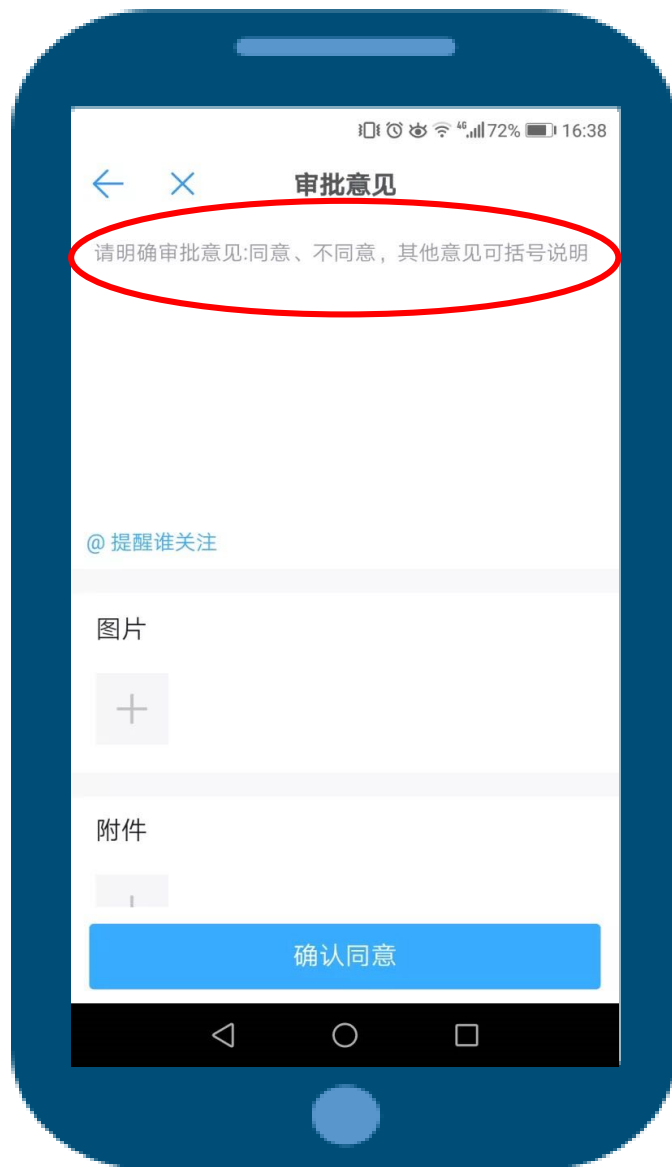 46 72% 16:38
审批意见
请明确审批意见:同意、不同意，其他意见可括号说明
@ 提醒谁关注
图片
附件
确认同意